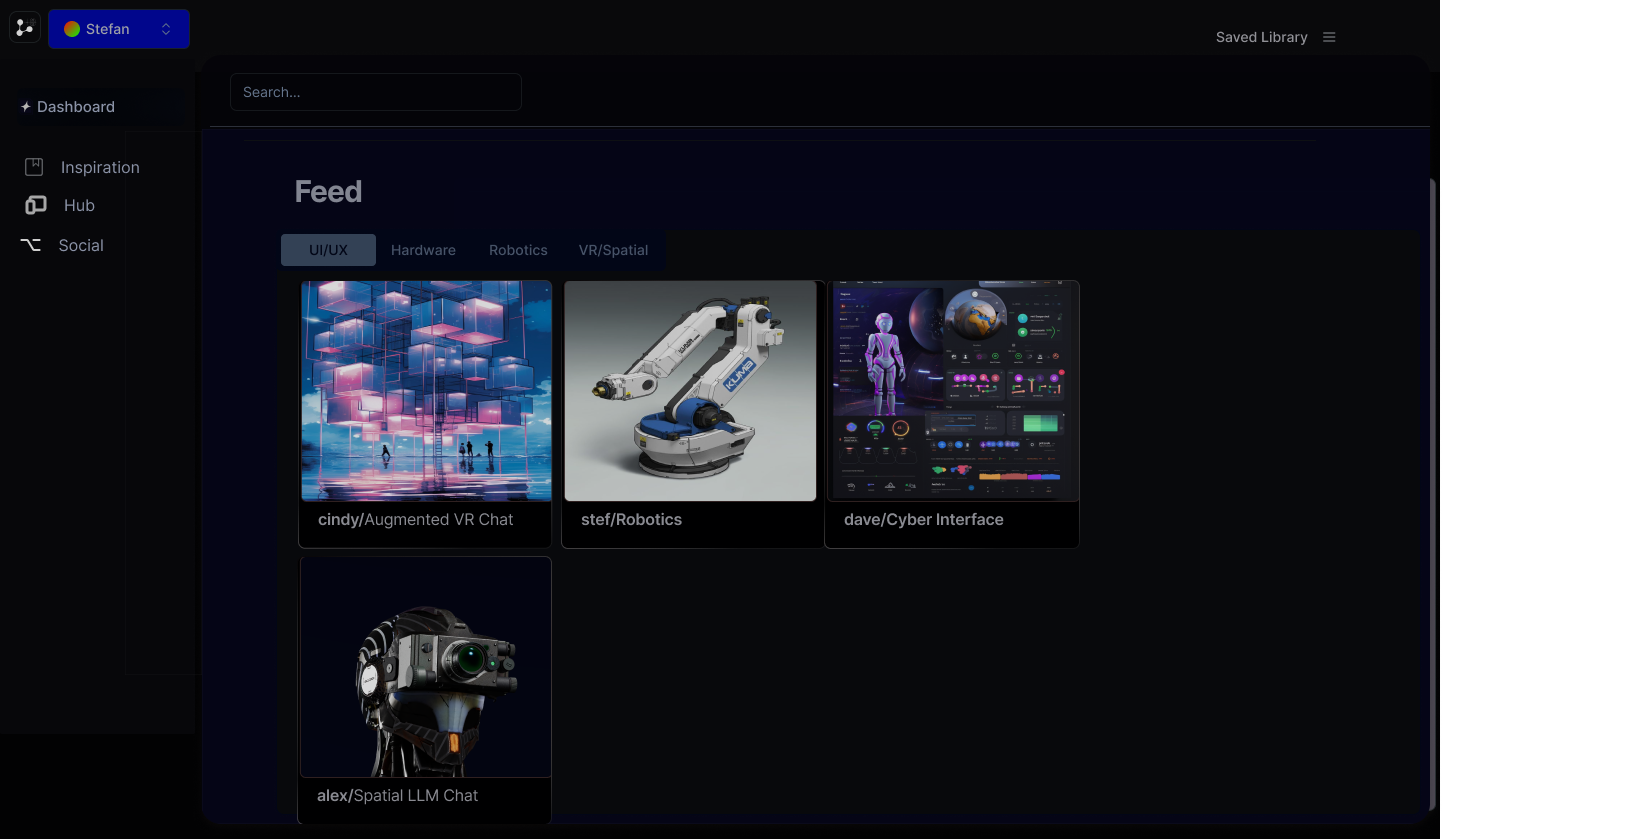 Stefan
Saved Library
Search...
Dashboard
Inspiration
Hub
Social
Feed
UI/UX
Hardware
Robotics
VR/Spatial
KUMA
cindy/Augmented VR Chat
stef/Robotics
dave/Cyber Interface
alex/Spatial LLM Chat